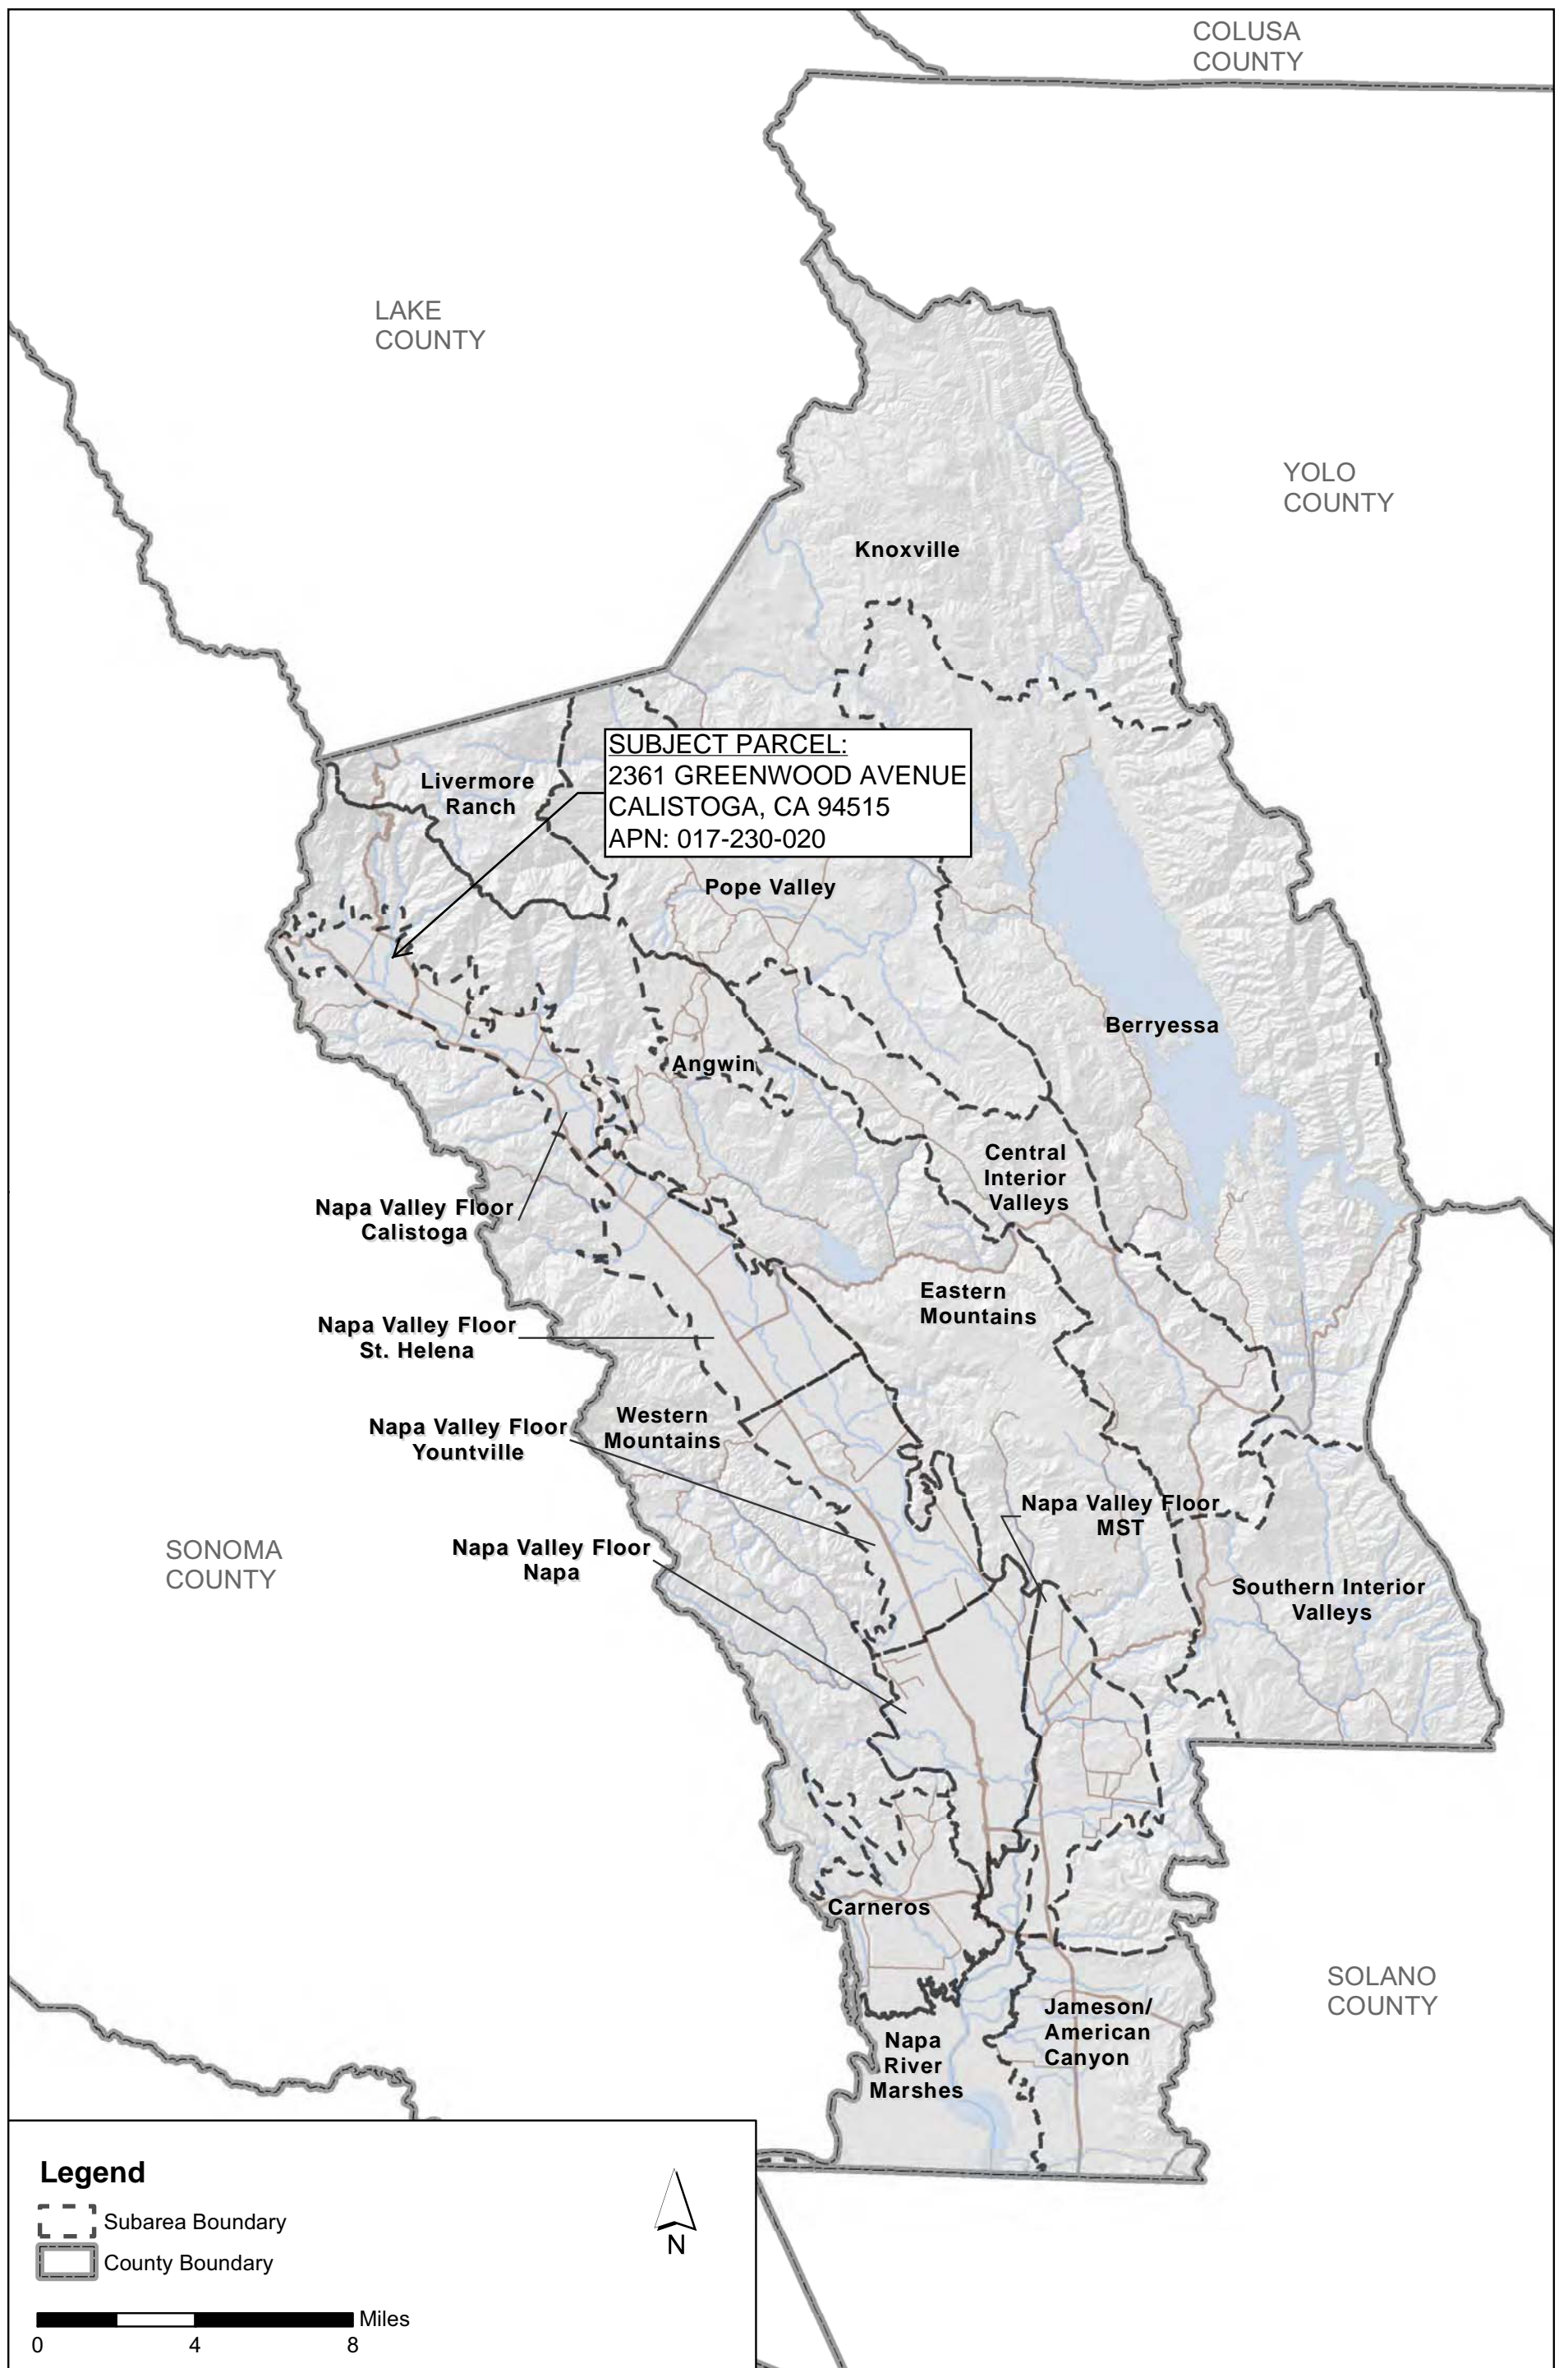 COLUSA
COUNTY
LAKE
COUNTY
YOLO
COUNTY
Knoxville
SUBJECT PARCEL:
2361 GREENWOOD AVENUE
CALISTOGA, CA 94515
APN: 017-230-020
Livermore
Ranch
Pope Valley
Berryessa
Angwin
Central
Interior
Valleys
Napa Valley Floor
Calistoga
Eastern
Mountains
Napa Valley Floor
St. Helena
Western
Mountains
Napa Valley Floor
Yountville
Napa Valley Floor
MST
Napa Valley Floor
Napa
SONOMA
COUNTY
Southern Interior
Valleys
Carneros
SOLANO
COUNTY
Jameson/
American
Canyon
Napa
River
Marshes
Legend
Subarea Boundary
County Boundary
N
Miles
0 4 8